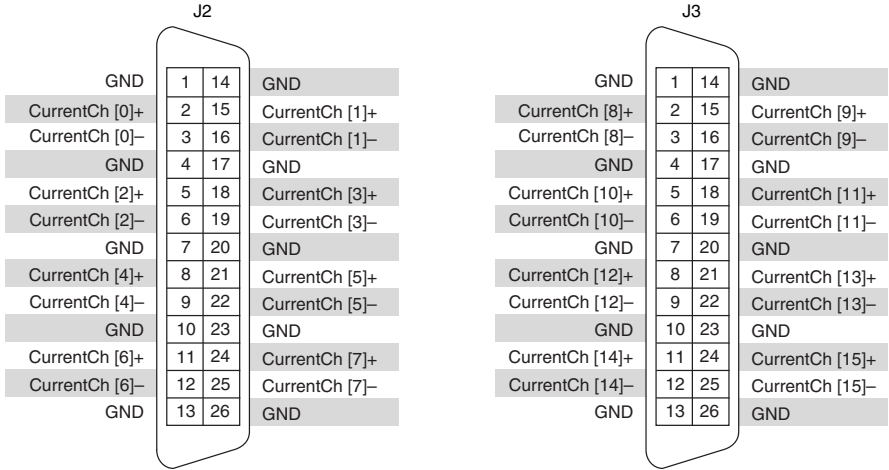 J2
GND 1 14 GND
CurrentCh [0]+ 2 15 CurrentCh [1]+
CurrentCh [0]– 3 16 CurrentCh [1]–
GND 4 17 GND
CurrentCh [2]+ 5 18 CurrentCh [3]+
CurrentCh [2]– 6 19 CurrentCh [3]–
GND 7 20 GND
CurrentCh [4]+ 8 21 CurrentCh [5]+
CurrentCh [4]– 9 22 CurrentCh [5]–
GND 10 23 GND
CurrentCh [6]+ 11 24 CurrentCh [7]+
CurrentCh [6]– 12 25 CurrentCh [7]–
GND 13 26 GND
J3
GND 1 14 GND
CurrentCh [8]+ 2 15 CurrentCh [9]+
CurrentCh [8]– 3 16 CurrentCh [9]–
GND 4 17 GND
CurrentCh [10]+ 5 18 CurrentCh [11]+
CurrentCh [10]– 6 19 CurrentCh [11]–
GND 7 20 GND
CurrentCh [12]+ 8 21 CurrentCh [13]+
CurrentCh [12]– 9 22 CurrentCh [13]–
GND 10 23 GND
CurrentCh [14]+ 11 24 CurrentCh [15]+
CurrentCh [14]– 12 25 CurrentCh [15]–
GND 13 26 GND